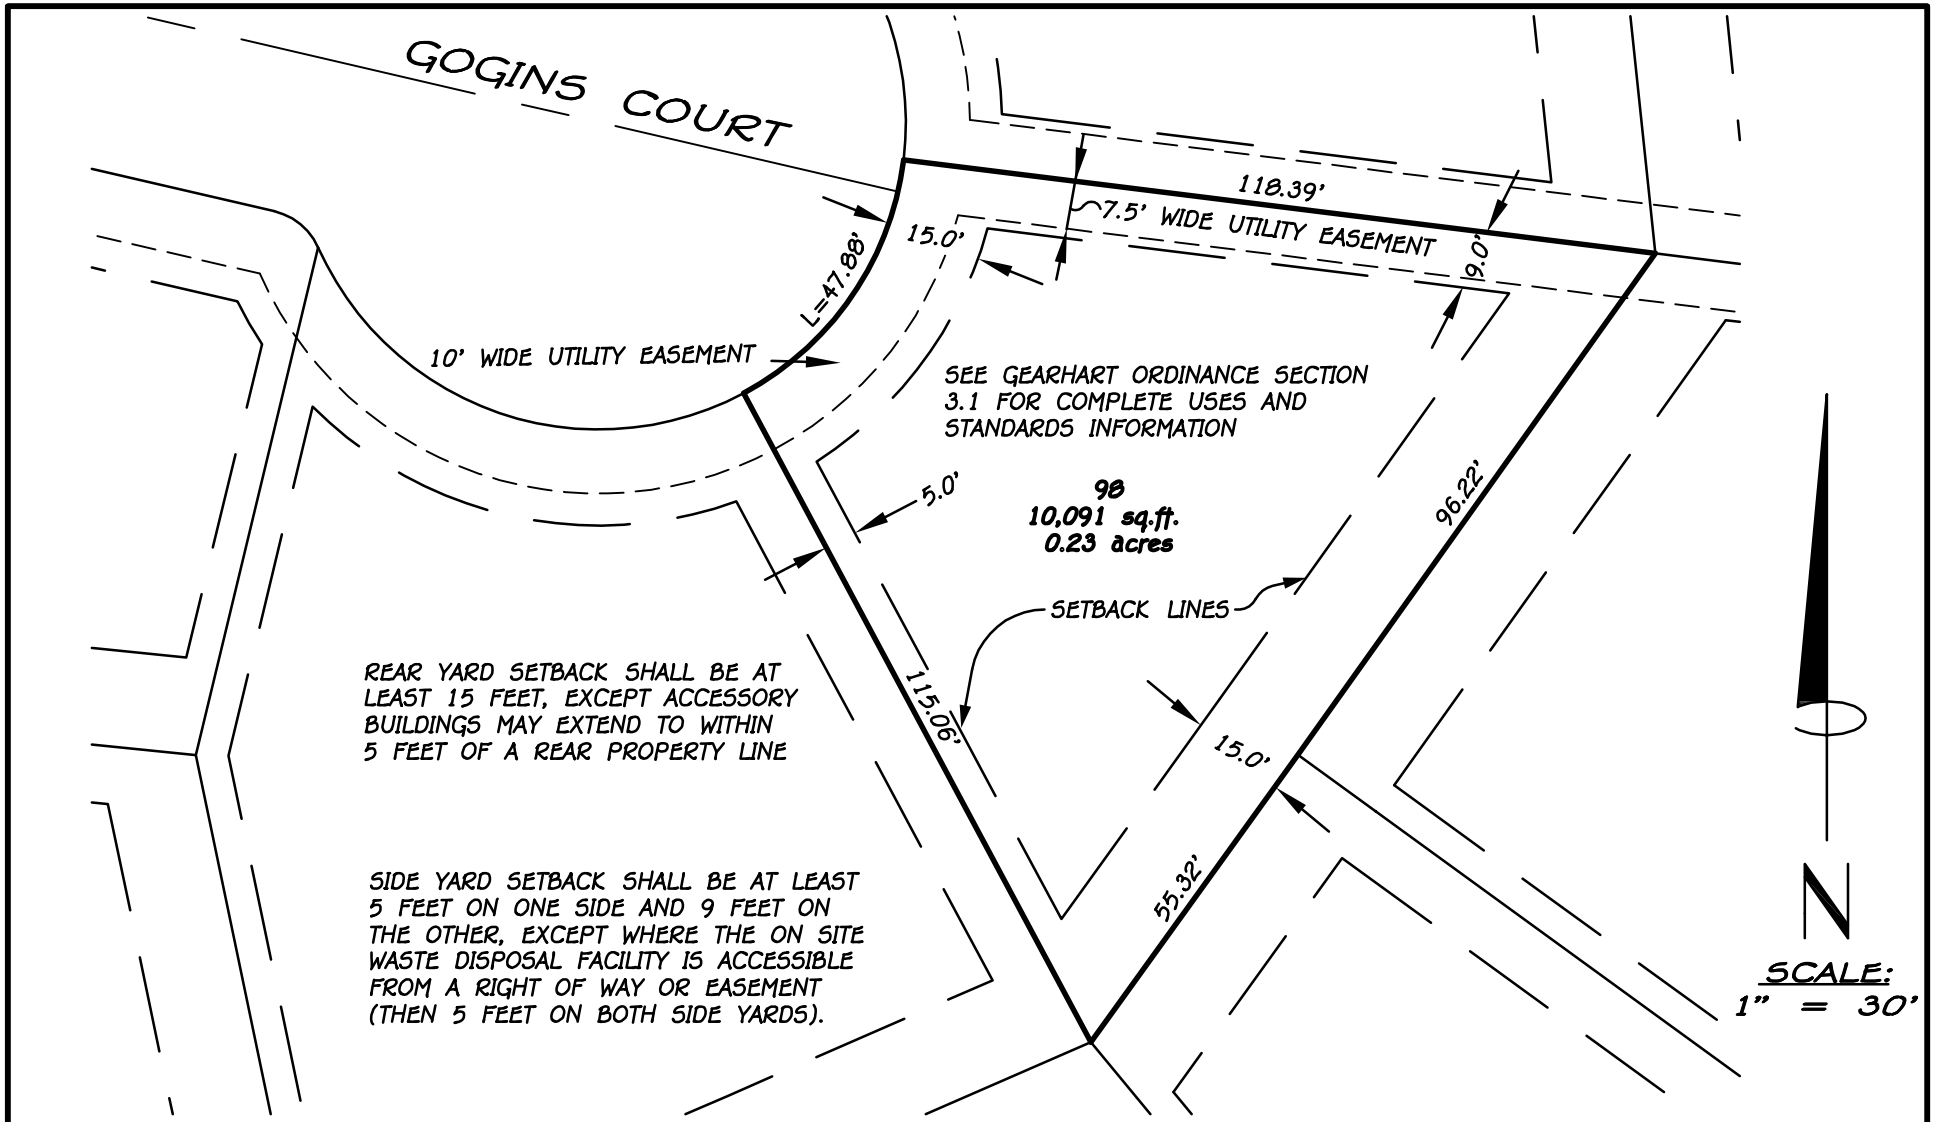 GOGINS COURT
118.39'
7.5' WIDE UTILITY EASEMENT
9.0'
15.0'
L=47.88'
10' WIDE UTILITY EASEMENT
SEE GEARHART ORDINANCE SECTION
3.1 FOR COMPLETE USES AND
STANDARDS INFORMATION
5.0'
98
10,091 sq.ft.
0.23 acres
96.22'
SETBACK LINES
115.06'
15.0'
55.32'
REAR YARD SETBACK SHALL BE AT
LEAST 15 FEET, EXCEPT ACCESSORY
BUILDINGS MAY EXTEND TO WITHIN
5 FEET OF A REAR PROPERTY LINE
SIDE YARD SETBACK SHALL BE AT LEAST
5 FEET ON ONE SIDE AND 9 FEET ON
THE OTHER, EXCEPT WHERE THE ON SITE
WASTE DISPOSAL FACILITY IS ACCESSIBLE
FROM A RIGHT OF WAY OR EASEMENT
(THEN 5 FEET ON BOTH SIDE YARDS).
N
SCALE:
1" = 30'